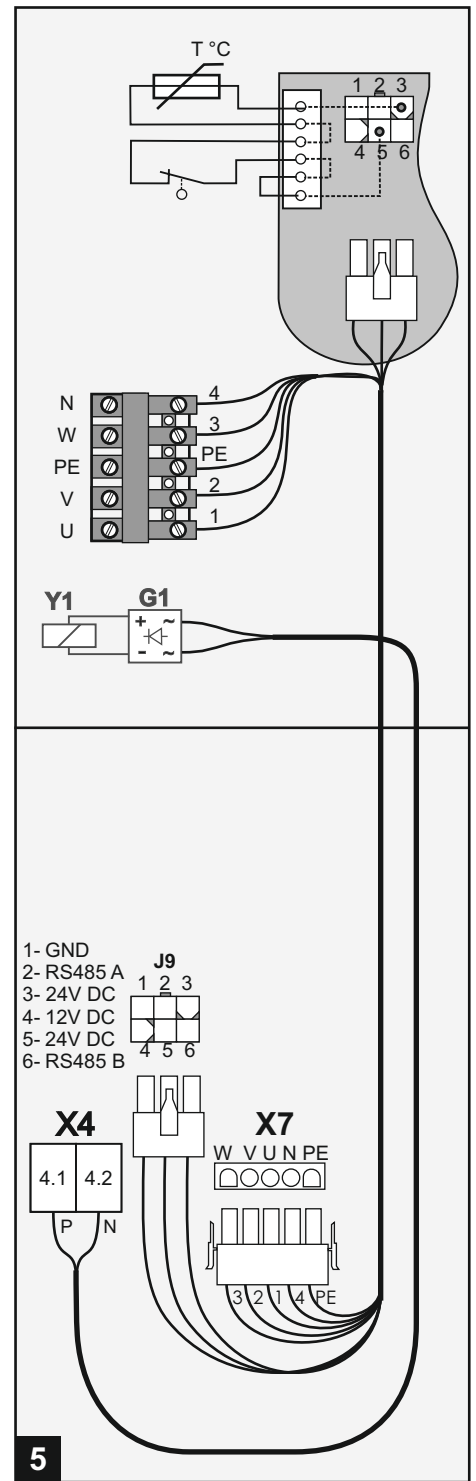 T °C
1 2 3
4 5 6
N 4
W 3
PE PE
V 2
U 1
Y1 G1
+ ~
- ~
1- GND
2- RS485 A
3- 24V DC
4- 12V DC
5- 24V DC
6- RS485 B
J9
1 2 3
4 5 6
X4
4.1 4.2
P N
X7
W V U N PE
3 2 1 4 PE
5